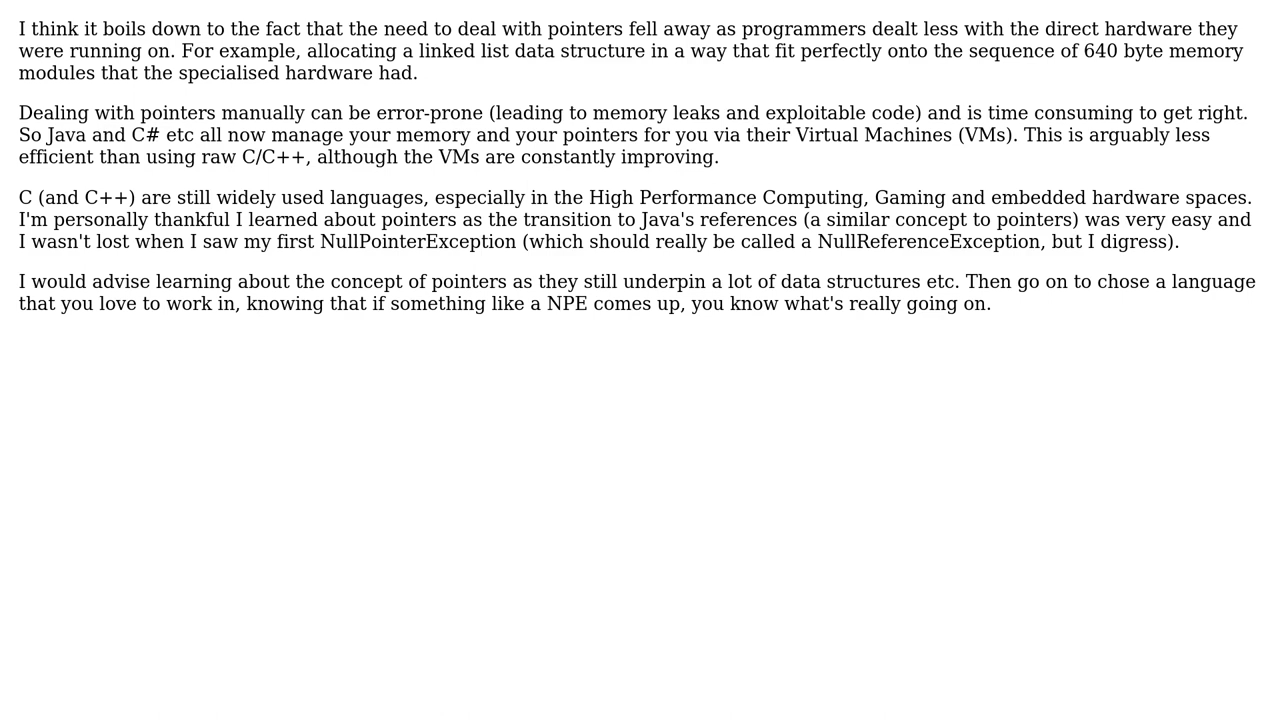 I think it boils down to the fact that the need to deal with pointers fell away as programmers dealt less with the direct hardware they
were running on. For example, allocating a linked list data structure in a way that fit perfectly onto the sequence of 640 byte memory
modules that the specialised hardware had.
Dealing with pointers manually can be error-prone (leading to memory leaks and exploitable code) and is time consuming to get right.
So Java and C# etc all now manage your memory and your pointers for you via their Virtual Machines (VMs). This is arguably less
efficient than using raw C/C++, although the VMs are constantly improving.
C (and C++) are still widely used languages, especially in the High Performance Computing, Gaming and embedded hardware spaces.
I'm personally thankful I learned about pointers as the transition to Java's references (a similar concept to pointers) was very easy and
I wasn't lost when I saw my first NullPointerException (which should really be called a NullReferenceException, but I digress).
I would advise learning about the concept of pointers as they still underpin a lot of data structures etc. Then go on to chose a language
that you love to work in, knowing that if something like a NPE comes up, you know what's really going on.